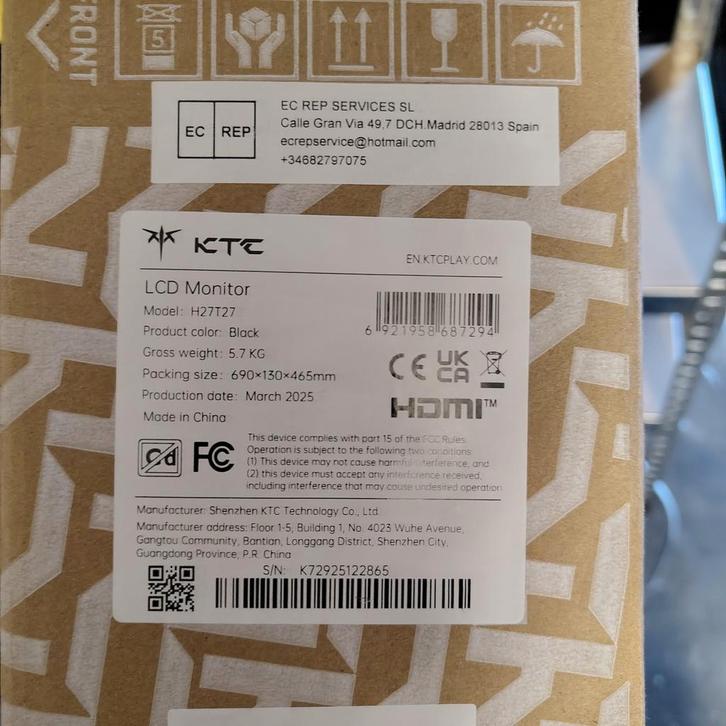 FRONT
5
EC REP
EC REP SERVICES SL
Calle Gran Via 49,7 DCH.Madrid 28013 Spain
ecrepservice@hotmail.com
+34682797075
KTC
EN.KTCPLAY.COM
LCD Monitor
Model: H27T27
Product color: Black
Gross weight: 5.7 KG
Packing size: 690×130×465mm
Production date: March 2025
Made in China
6 921958 687294
CE UK CA
HDMI™
Cd FC
This device complies with part 15 of the FCC Rules.
Operation is subject to the following two conditions:
(1) This device may not cause harmful interference, and
(2) this device must accept any interference received,
including interference that may cause undesired operation
Manufacturer: Shenzhen KTC Technology Co., Ltd.
Manufacturer address: Floor 1-5, Building 1, No. 4023 Wuhe Avenue,
Gangtou Community, Bantian, Longgang District, Shenzhen City,
Guangdong Province, P.R. China
S/N: K72925122865